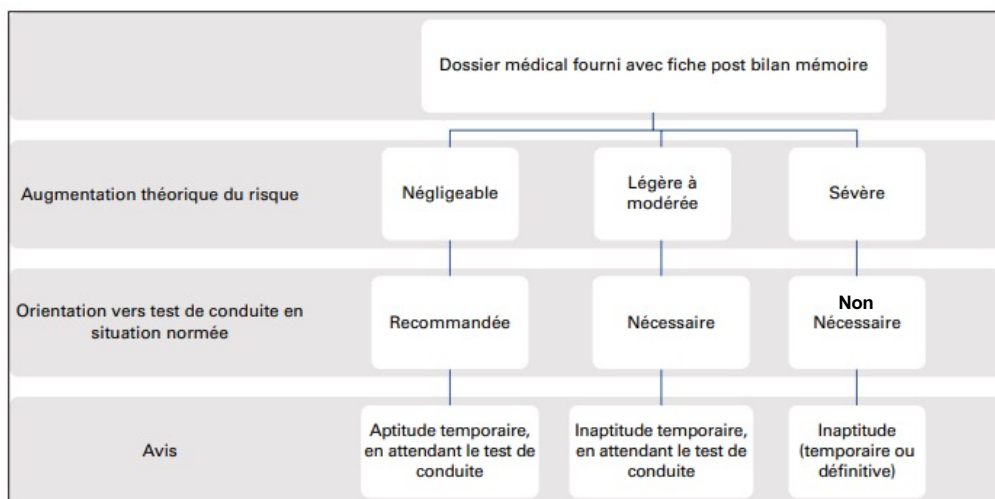 Dossier médical fourni avec fiche post bilan mémoire
Augmentation théorique du risque
Négligeable
Légère à
modérée
Sévère
Orientation vers test de conduite en
situation normée
Recommandée
Nécessaire
Non
Nécessaire
Avis
Aptitude temporaire,
en attendant le test de
conduite
Inaptitude temporaire,
en attendant le test de
conduite
Inaptitude
(temporaire ou
définitive)